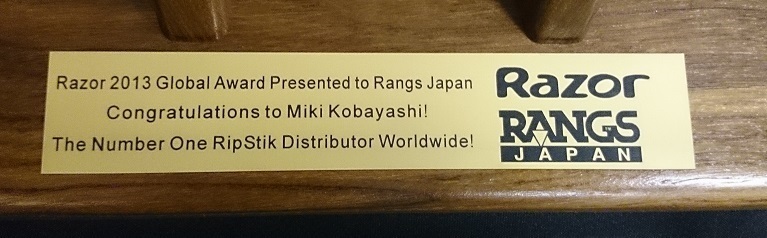 Razor 2013 Global Award Presented to Rangs Japan
Congratulations to Miki Kobayashi!
The Number One RipStik Distributor Worldwide!
Razor
RANGS
JAPAN